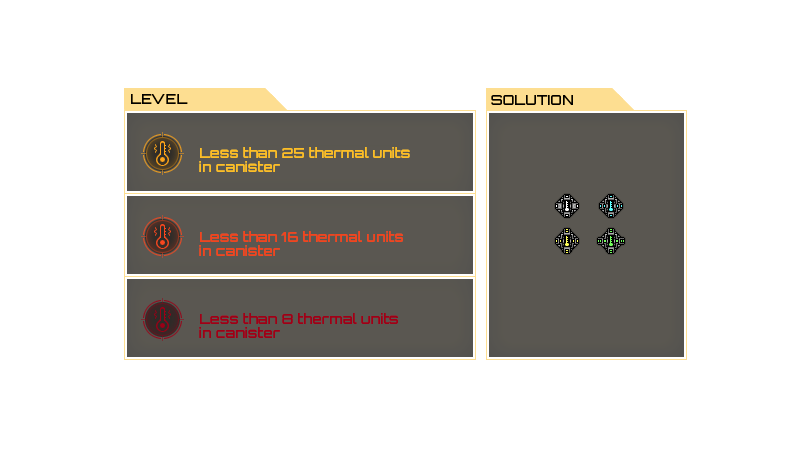 LEVEL
Less than 25 thermal units
in canister
Less than 16 thermal units
in canister
Less than 8 thermal units
in canister
SOLUTION